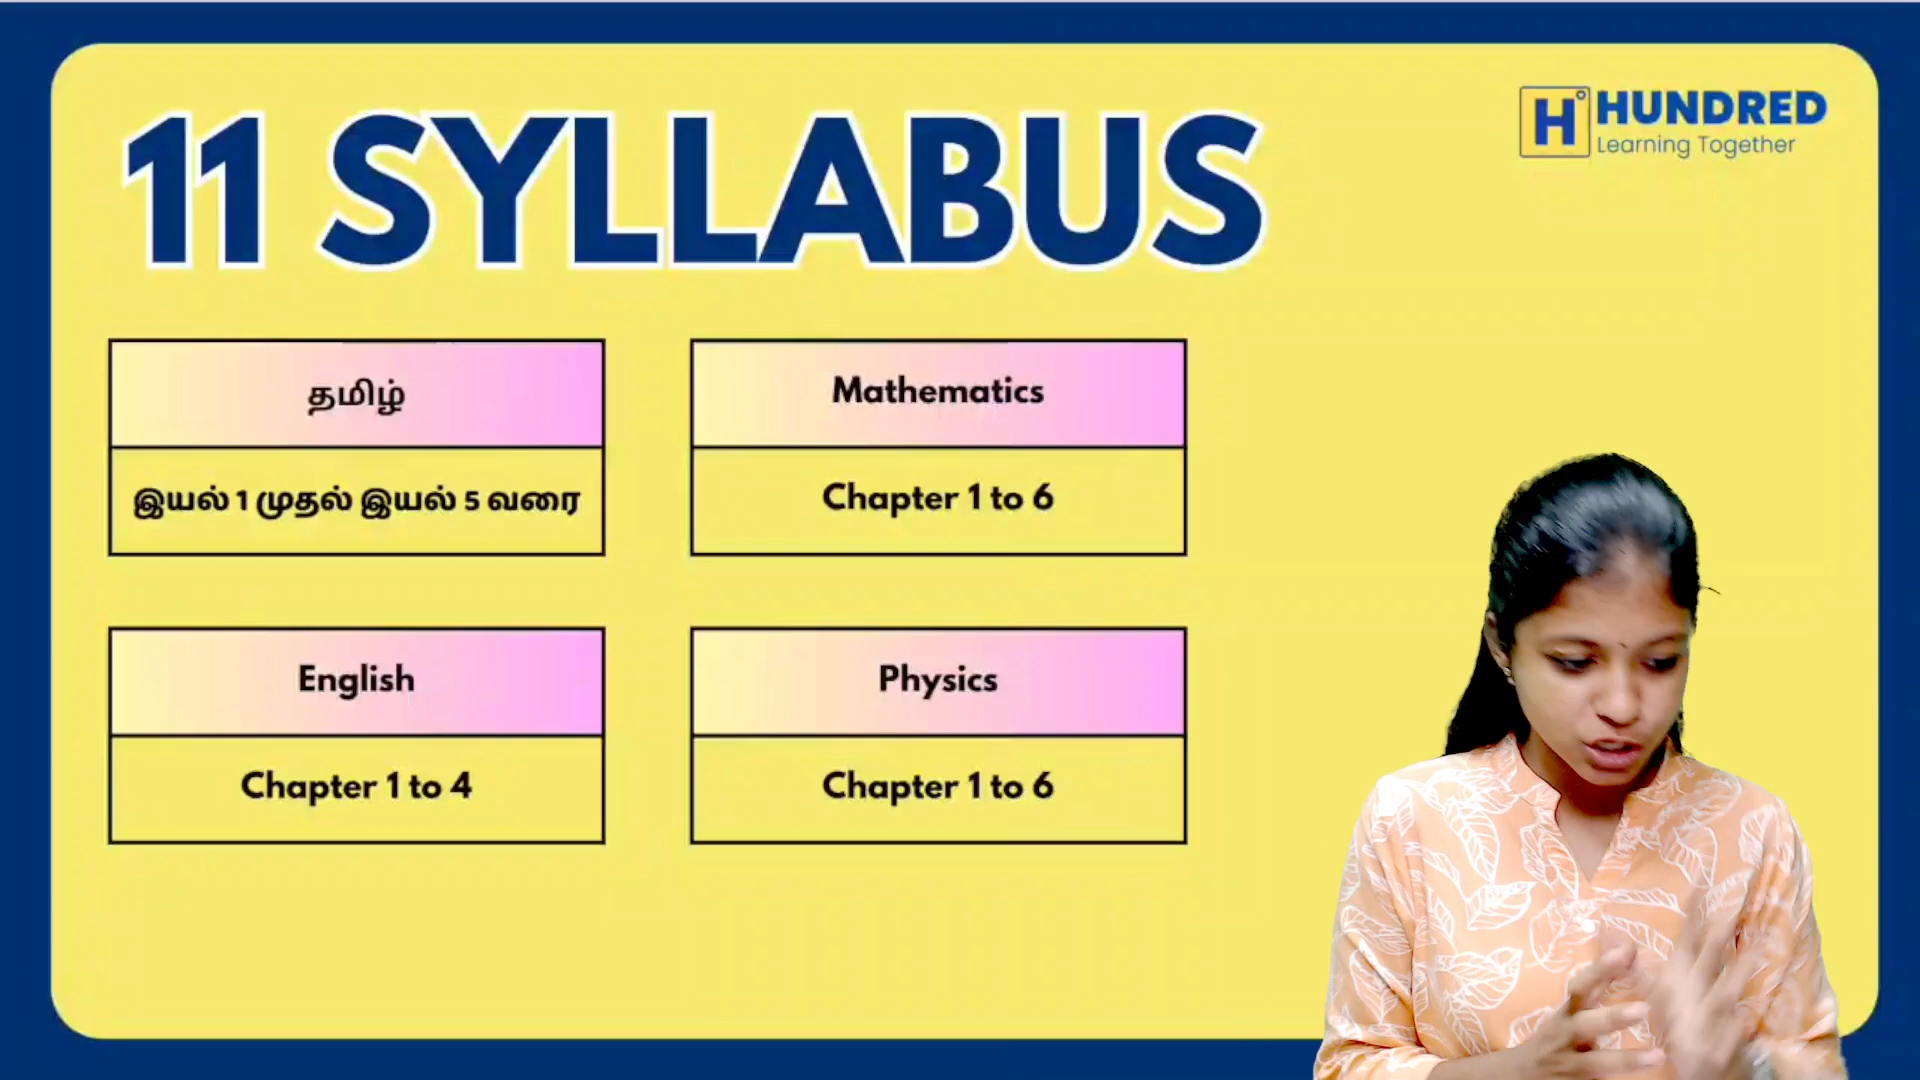 11 SYLLABUS
H HUNDRED
Learning Together
தமிழ்
இயல் 1 முதல் இயல் 5 வரை
Mathematics
Chapter 1 to 6
English
Chapter 1 to 4
Physics
Chapter 1 to 6